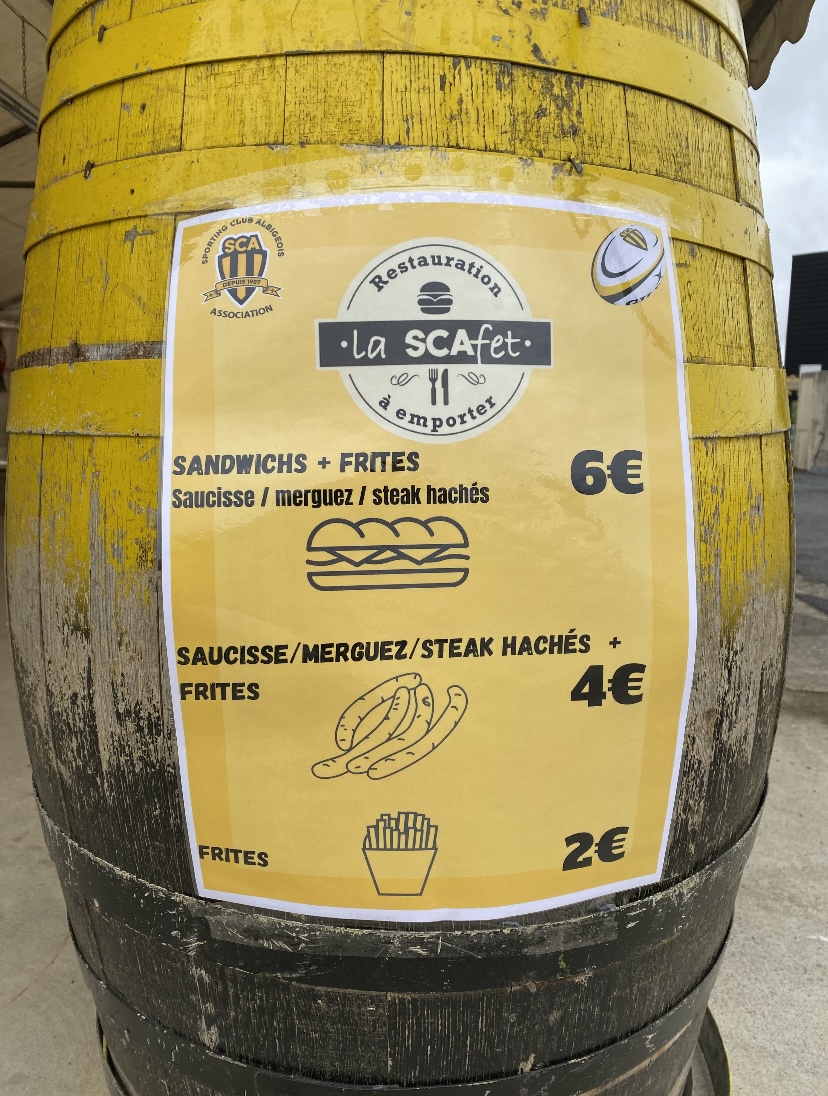 SPORTING CLUB ALBIGEOIS
SCA
DEPUIS 1907
ASSOCIATION
Restauration
•La SCAfet•
à emporter
SANDWICHS + FRITES
6€
Saucisse / merguez / steak hachés
SAUCISSE/MERGUEZ/STEAK HACHÉS +
FRITES
4€
FRITES
2€